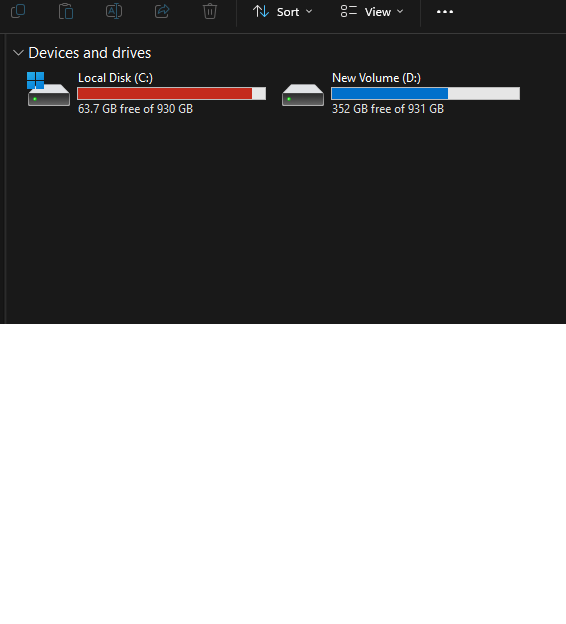 Sort View
Devices and drives
Local Disk (C:) New Volume (D:)
63.7 GB free of 930 GB 352 GB free of 931 GB